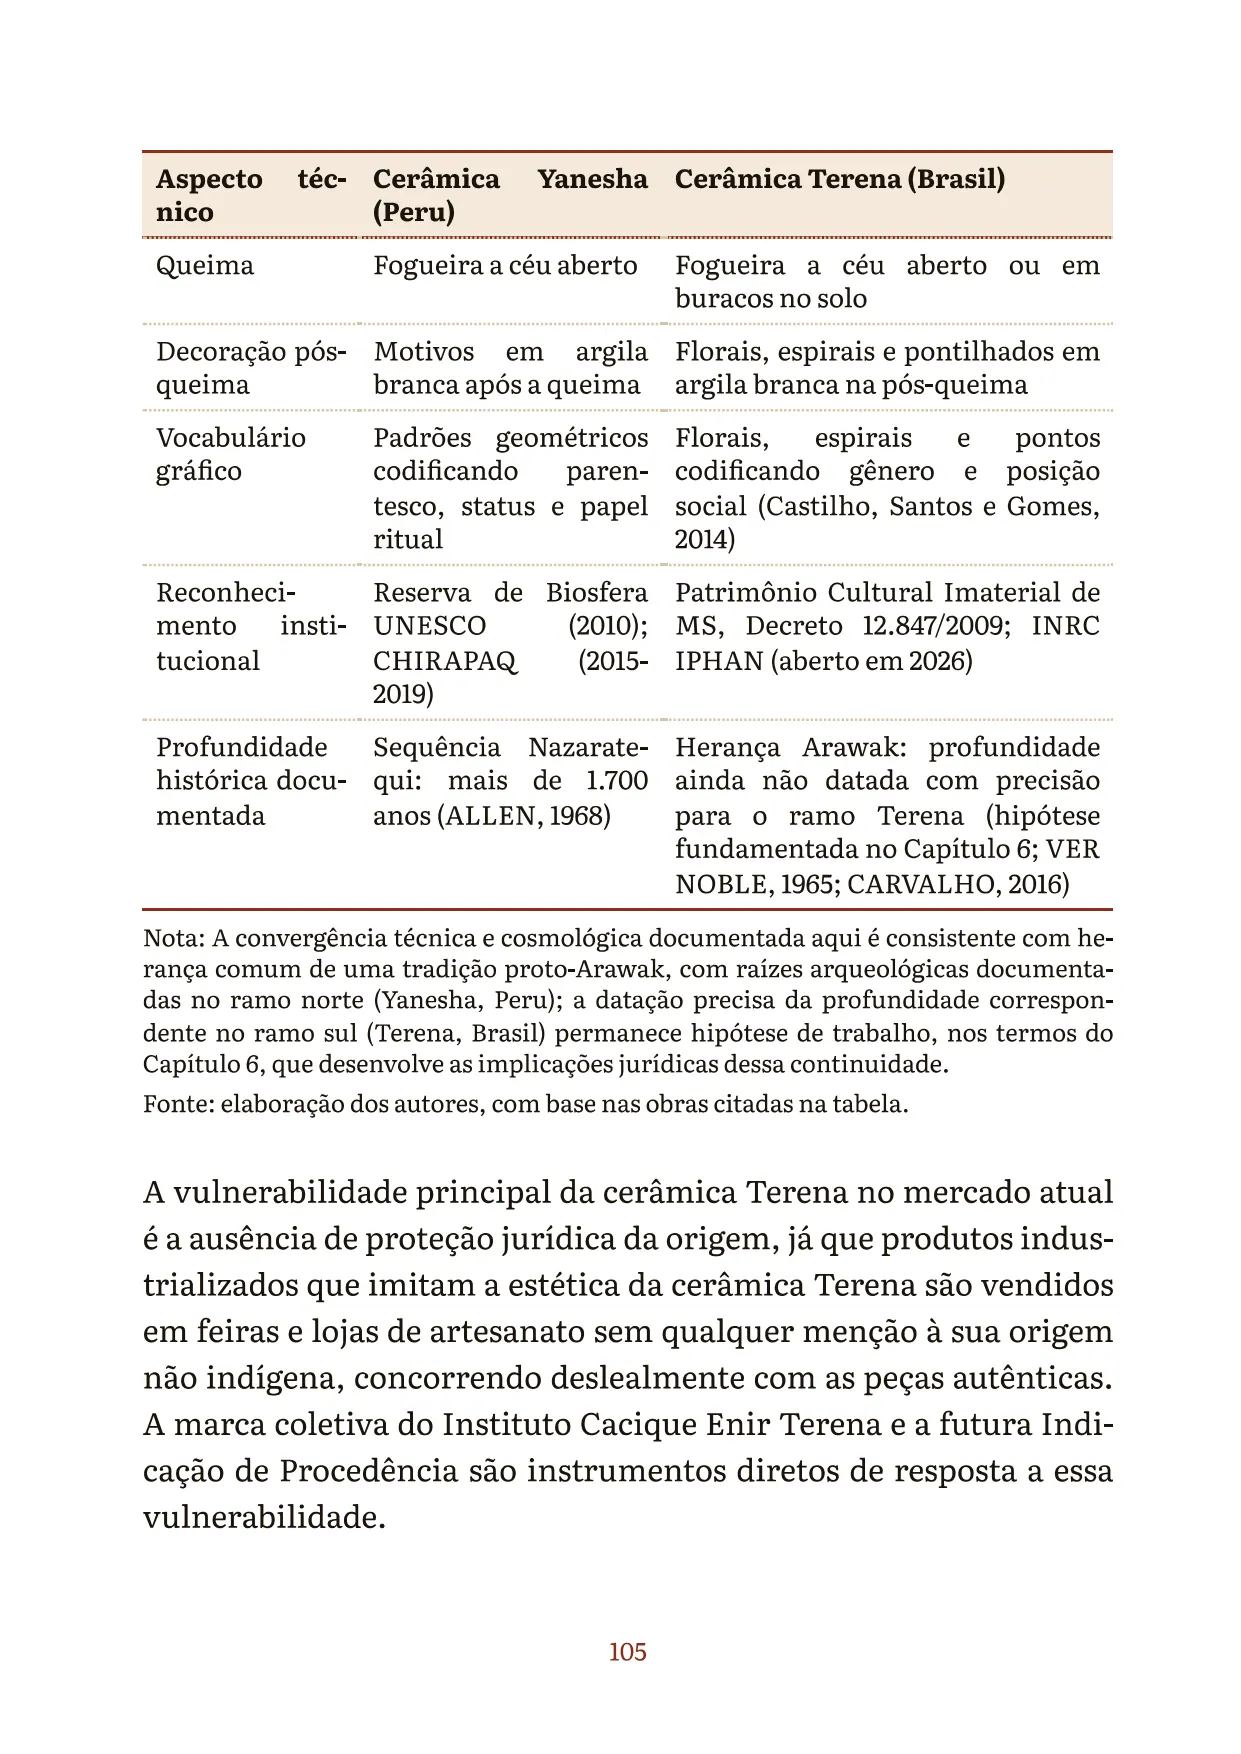 Aspecto téc-
nico
Cerâmica Yanesha
(Peru)
Cerâmica Terena (Brasil)
Queima
Fogueira a céu aberto
Fogueira a céu aberto ou em
buracos no solo
Decoração pós-
queima
Motivos em argila
branca após a queima
Florais, espirais e pontilhados em
argila branca na pós-queima
Vocabulário
gráfico
Padrões geométricos
codificando paren-
tesco, status e papel
ritual
Florais, espirais e pontos
codificando gênero e posição
social (Castilho, Santos e Gomes,
2014)
Reconheci-
mento insti-
tucional
Reserva de Biosfera
UNESCO (2010);
CHIRAPAQ (2015-
2019)
Patrimônio Cultural Imaterial de
MS, Decreto 12.847/2009; INRC
IPHAN (aberto em 2026)
Profundidade
histórica docu-
mentada
Sequência Nazarate-
qui: mais de 1.700
anos (ALLEN, 1968)
Herança Arawak: profundidade
ainda não datada com precisão
para o ramo Terena (hipótese
fundamentada no Capítulo 6; VER
NOBLE, 1965; CARVALHO, 2016)
Nota: A convergência técnica e cosmológica documentada aqui é consistente com he-
rança comum de uma tradição proto-Arawak, com raízes arqueológicas documenta-
das no ramo norte (Yanesha, Peru); a datação precisa da profundidade correspon-
dente no ramo sul (Terena, Brasil) permanece hipótese de trabalho, nos termos do
Capítulo 6, que desenvolve as implicações jurídicas dessa continuidade.
Fonte: elaboração dos autores, com base nas obras citadas na tabela.
A vulnerabilidade principal da cerâmica Terena no mercado atual
é a ausência de proteção jurídica da origem, já que produtos indus-
trializados que imitam a estética da cerâmica Terena são vendidos
em feiras e lojas de artesanato sem qualquer menção à sua origem
não indígena, concorrendo deslealmente com as peças autênticas.
A marca coletiva do Instituto Cacique Enir Terena e a futura Indi-
cação de Procedência são instrumentos diretos de resposta a essa
vulnerabilidade.
105